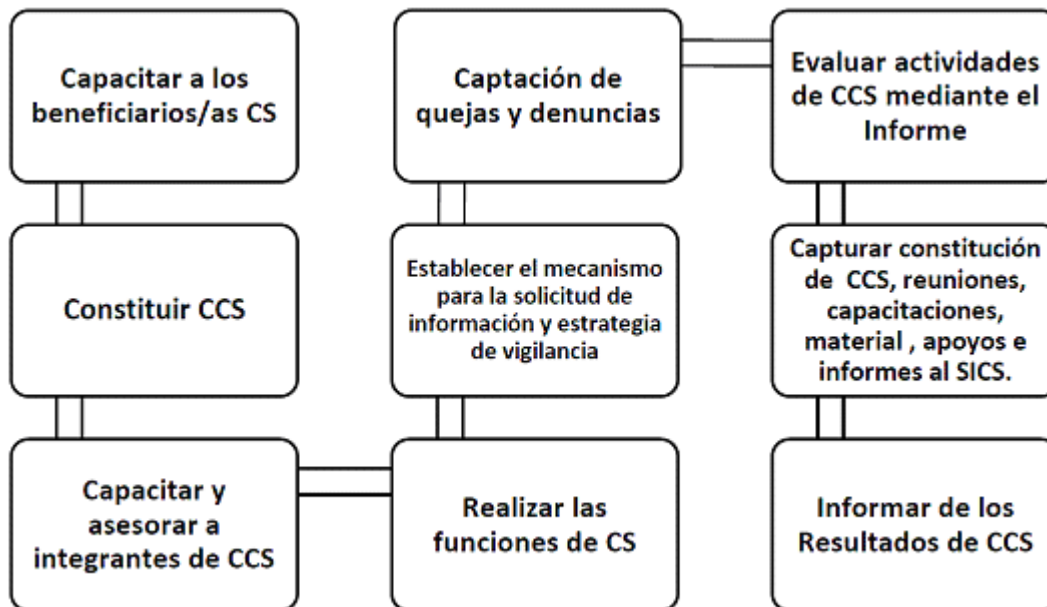 Capacitar a los
beneficiarios/as CS
Constituir CCS
Capacitar y
asesorar a
integrantes de CCS
Realizar las
funciones de CS
Establecer el mecanismo
para la solicitud de
información y estrategia
de vigilancia
Captación de
quejas y denuncias
Evaluar actividades
de CCS mediante el
Informe
Capturar constitución
de CCS, reuniones,
capacitaciones,
material , apoyos e
informes al SICS.
Informar de los
Resultados de CCS